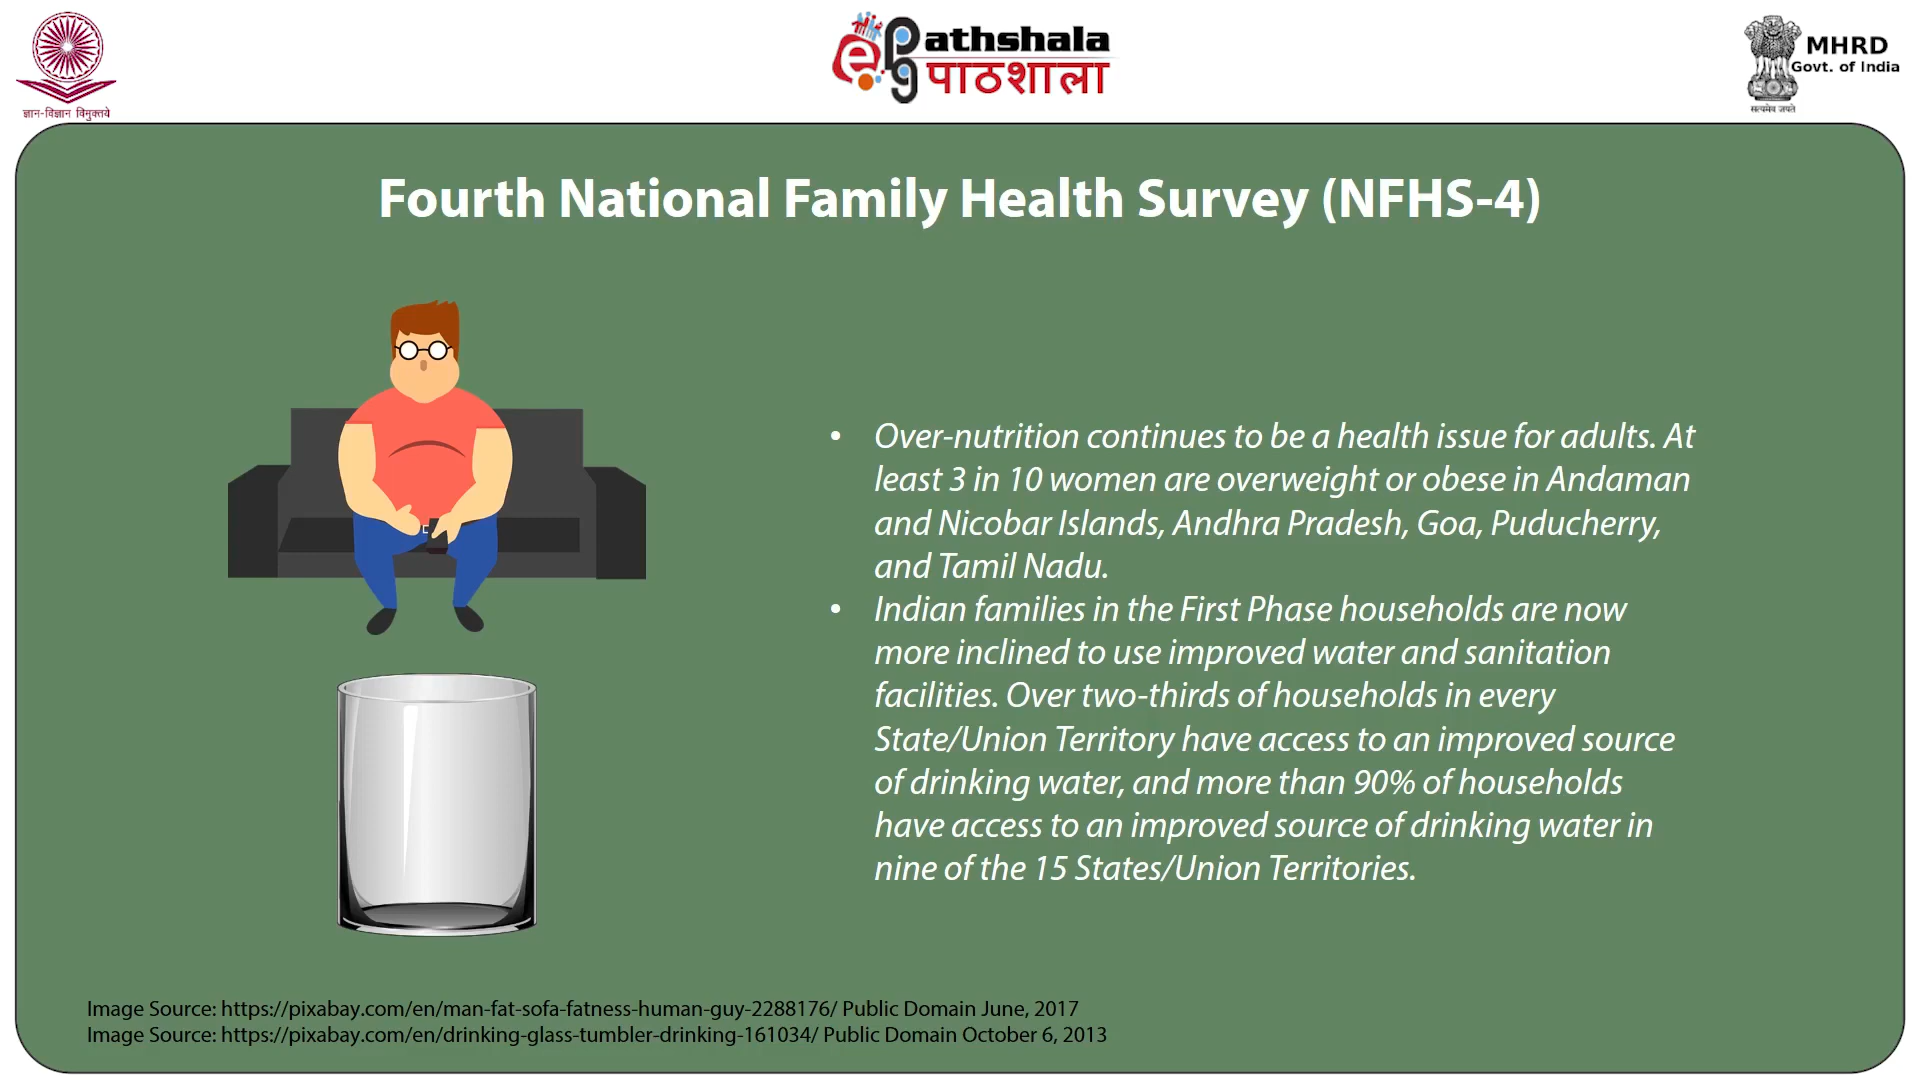 ज्ञान-विज्ञान विमुक्तये
e PG Pathshala
पाठशाला
MHRD
Govt. of India
सत्यमेव जयते
Fourth National Family Health Survey (NFHS-4)
• Over-nutrition continues to be a health issue for adults. At
least 3 in 10 women are overweight or obese in Andaman
and Nicobar Islands, Andhra Pradesh, Goa, Puducherry,
and Tamil Nadu.
• Indian families in the First Phase households are now
more inclined to use improved water and sanitation
facilities. Over two-thirds of households in every
State/Union Territory have access to an improved source
of drinking water, and more than 90% of households
have access to an improved source of drinking water in
nine of the 15 States/Union Territories.
Image Source: https://pixabay.com/en/man-fat-sofa-fatness-human-guy-2288176/ Public Domain June, 2017
Image Source: https://pixabay.com/en/drinking-glass-tumbler-drinking-161034/ Public Domain October 6, 2013